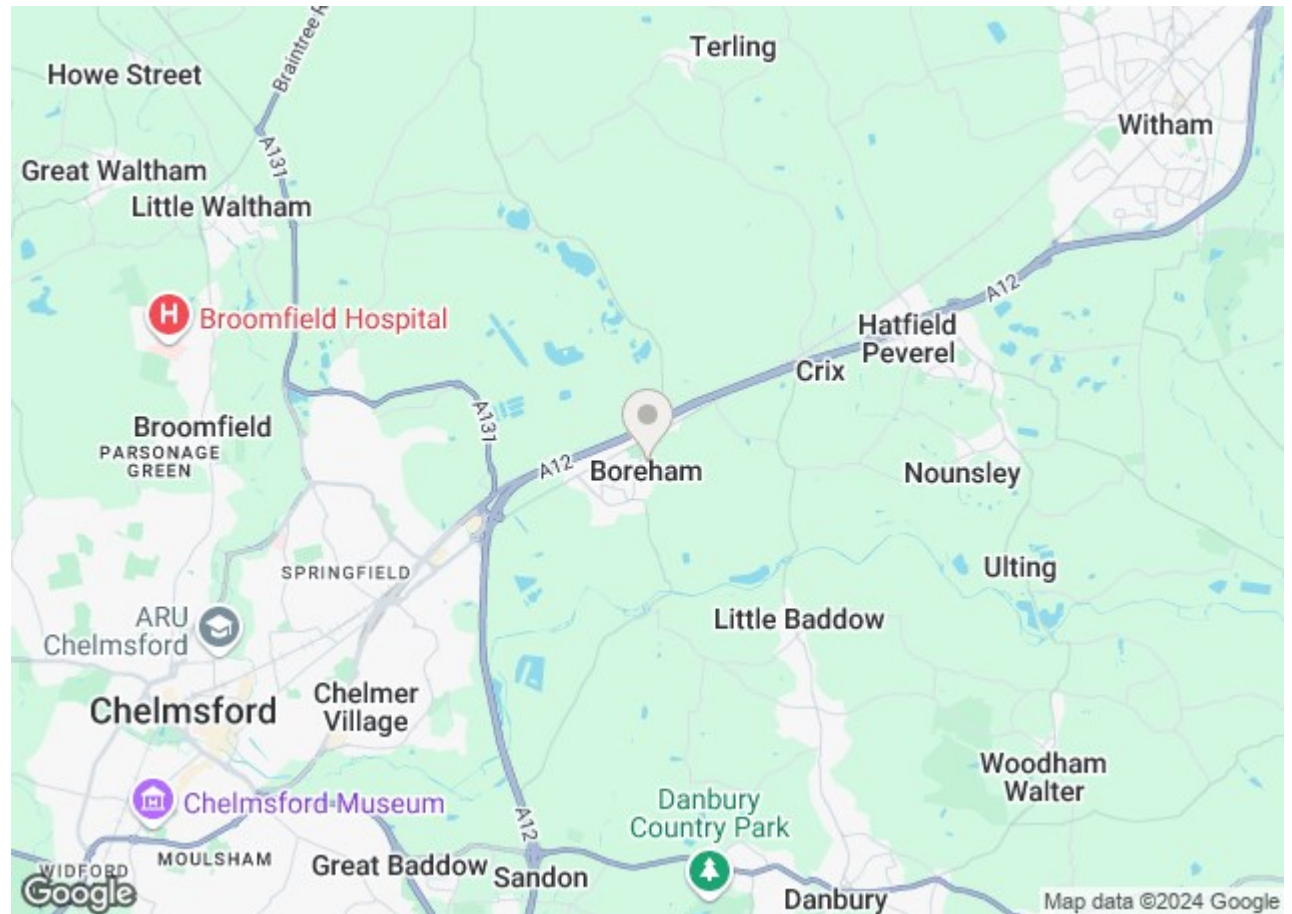 Braintree R
Terling
Howe Street
Witham
A131
Great Waltham
Little Waltham
A12
Broomfield Hospital
Hatfield
Peverel
Crix
A131
Broomfield
PARSONAGE
GREEN
A12
Boreham
Nounsley
SPRINGFIELD
Ulting
ARU
Chelmsford
Little Baddow
Chelmer
Village
Chelmsford
Woodham
Walter
Chelmsford Museum
Danbury
Country Park
A12
MOULSHAM
Great Baddow
Sandon
WIDFORD
Google
Danbury
Map data ©2024 Google